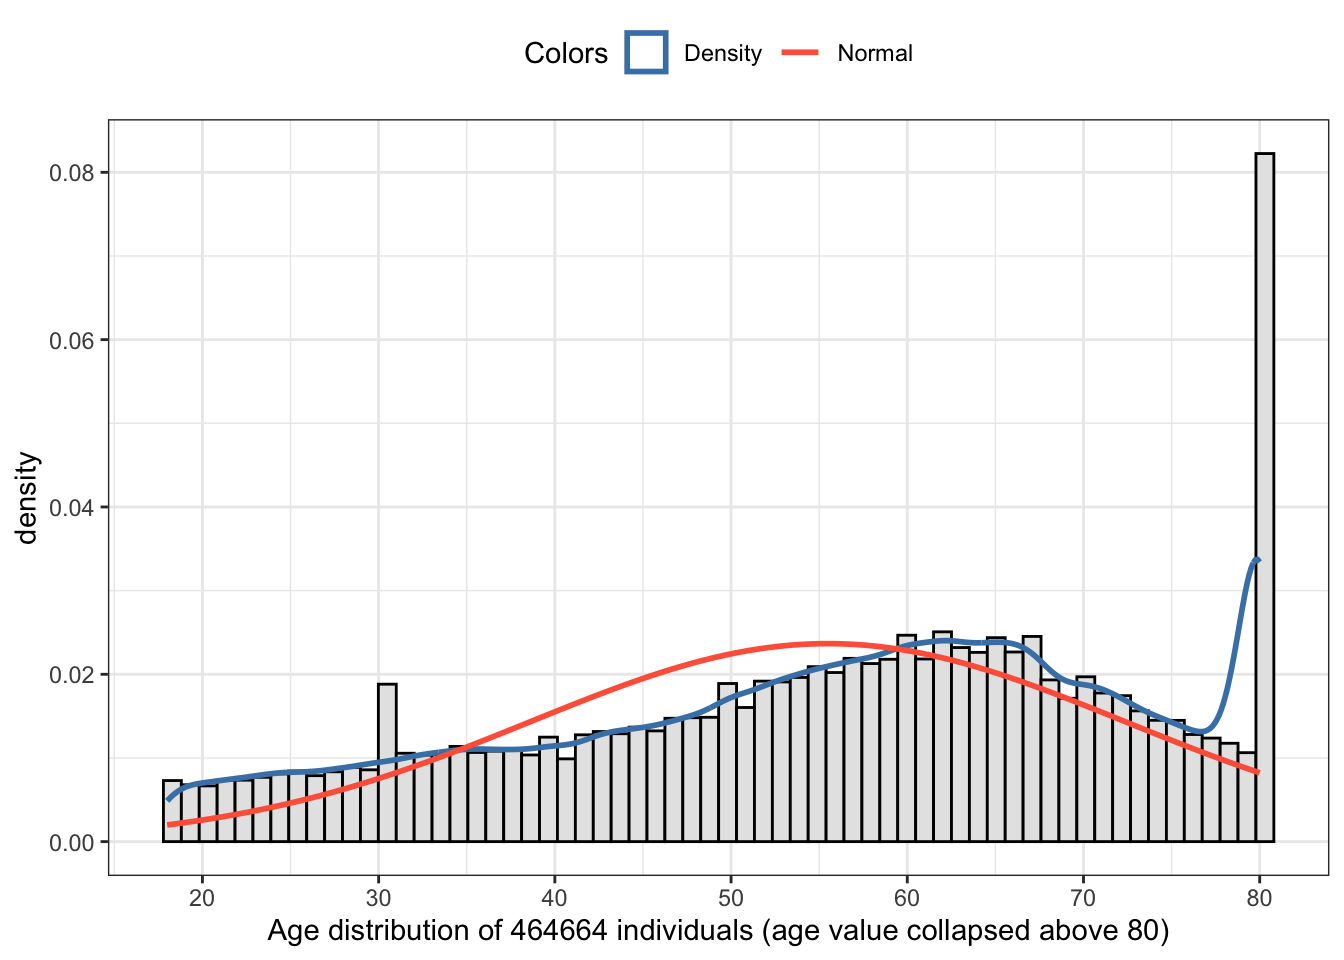 Colors Density Normal
density
0.08
0.06
0.04
0.02
0.00
20 30 40 50 60 70 80
Age distribution of 464664 individuals (age value collapsed above 80)